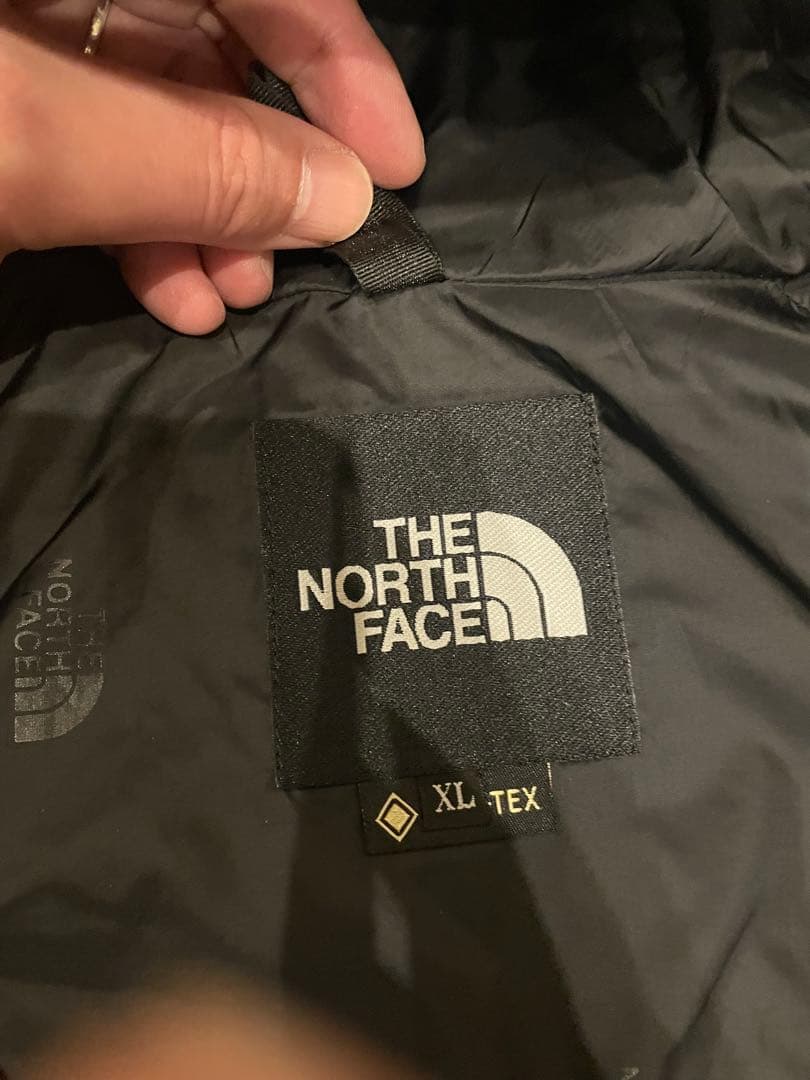 THE
NORTH
FACE
THE
NORTH
FACE
XL
-TEX